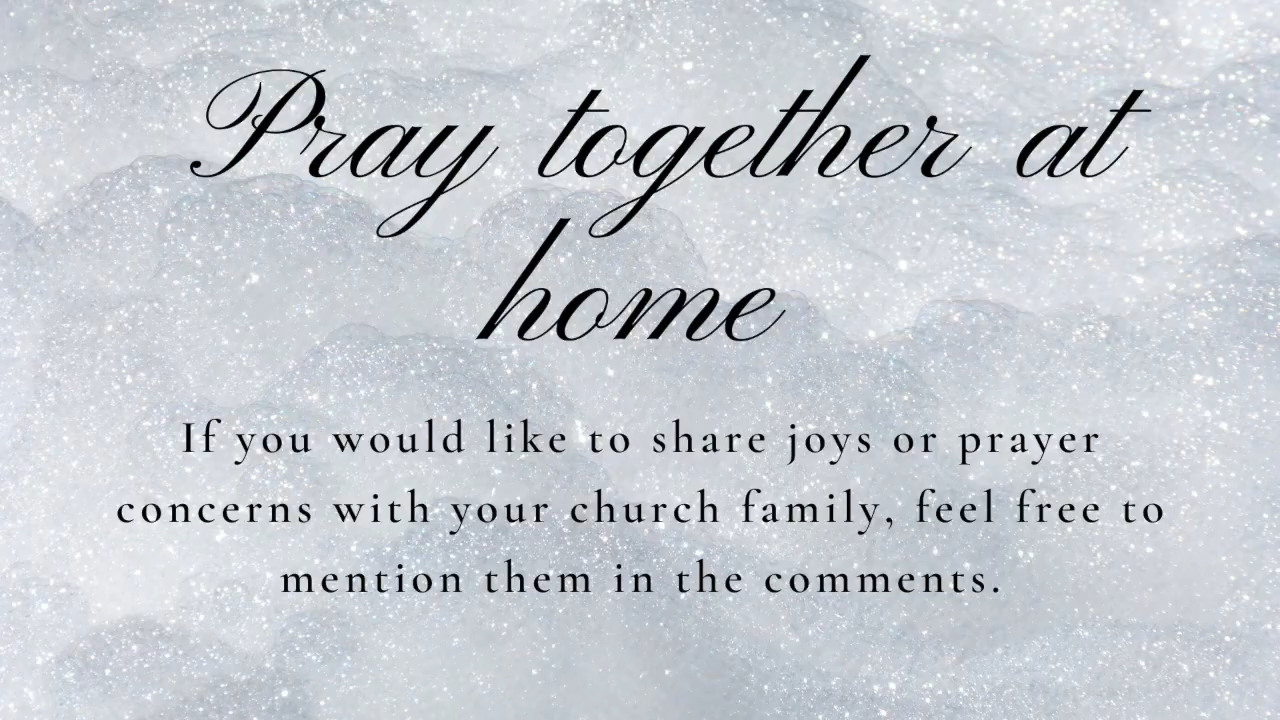 Pray together at
home
If you would like to share joys or prayer
concerns with your church family, feel free to
mention them in the comments.